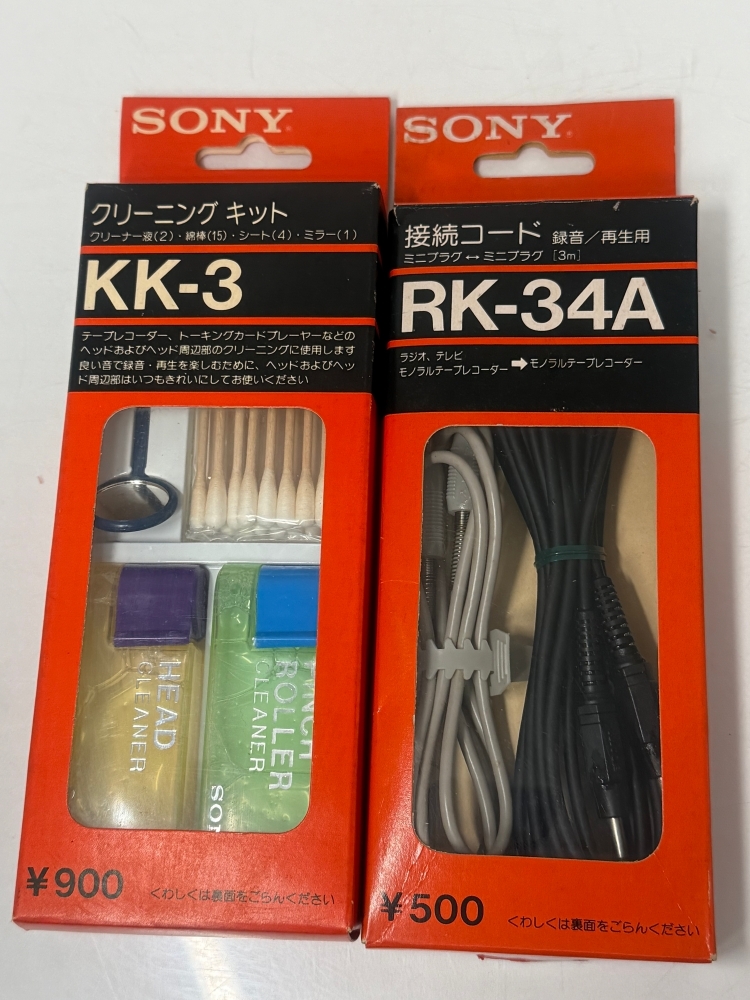 SONY
クリーニング キット
クリーナー液(2)・綿棒(15)・シート(4)・ミラー(1)
KK-3
テープレコーダー、トーキングカードプレーヤーなどの
ヘッドおよびヘッド周辺部のクリーニングに使用します
良い音で録音・再生を楽しむために、ヘッドおよびヘッ
ド周辺部はいつもきれいにしてお使いください
HEAD
CLEANER
PINCH
ROLLER
CLEANER
SON
¥900
くわしくは裏面をごらんください
SONY
接続コード 録音/再生用
ミニプラグ↔ミニプラグ [3m]
RK-34A
ラジオ、テレビ
モノラルテープレコーダー ➡モノラルテープレコーダー
¥500
くわしくは裏面をごらんください